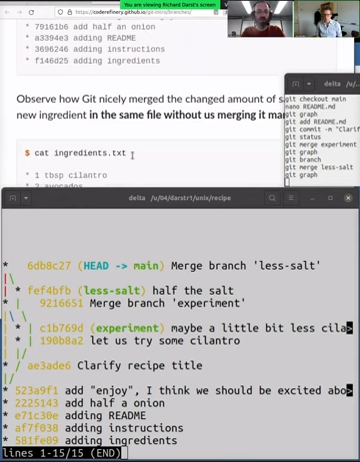 You are viewing Richard Darst's screen
https://coderefinery.github.io/git-intro/branches/
* 79161b6 add half an onion
* a3394e3 adding README
* 3696246 adding instructions
* f146d25 adding ingredients
Observe how Git nicely merged the changed amount of
new ingredient in the same file without us merging it
$ cat ingredients.txt
* 1 tbsp cilantro
* 2 avocados
delta /u/
git checkout main
nano README.md
git graph
git add README.md
git commit -m "Clarif
git status
git merge experiment
git graph
git branch
git merge less-salt
git graph
delta /u/04/darstr1/unix/recipe
* 6db8c27 (HEAD -> main) Merge branch 'less-salt'
|\
| * fef4bfb (less-salt) half the salt
* | 9216651 Merge branch 'experiment'
|\ \
| * | c1b769d (experiment) maybe a little bit less cila>
| * | 190b8a2 let us try some cilantro
| |/
* / ae3ade6 Clarify recipe title
|/
* 523a9f1 add "enjoy", I think we should be excited abo>
* 2225143 add half a onion
* e71c30e adding README
* af7f038 adding instructions
* 581fe09 adding ingredients
lines 1-15/15 (END)